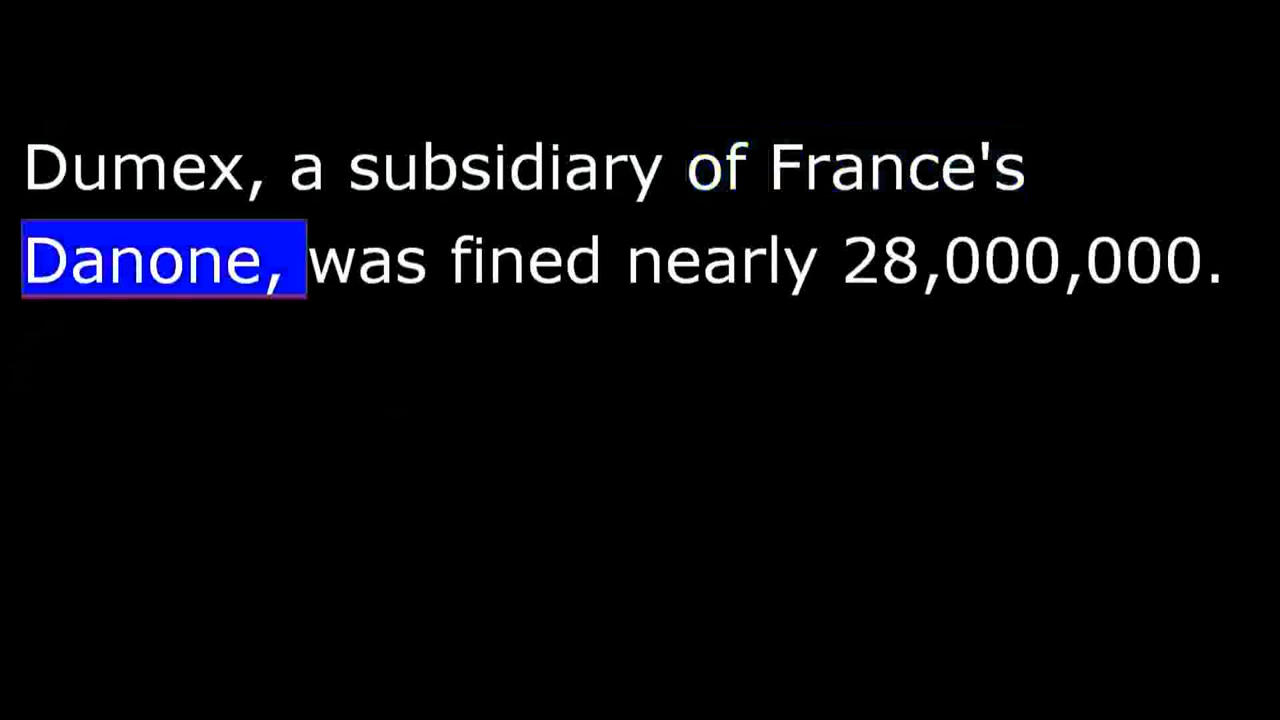 Dumex, a subsidiary of France's
Danone, was fined nearly 28,000,000.